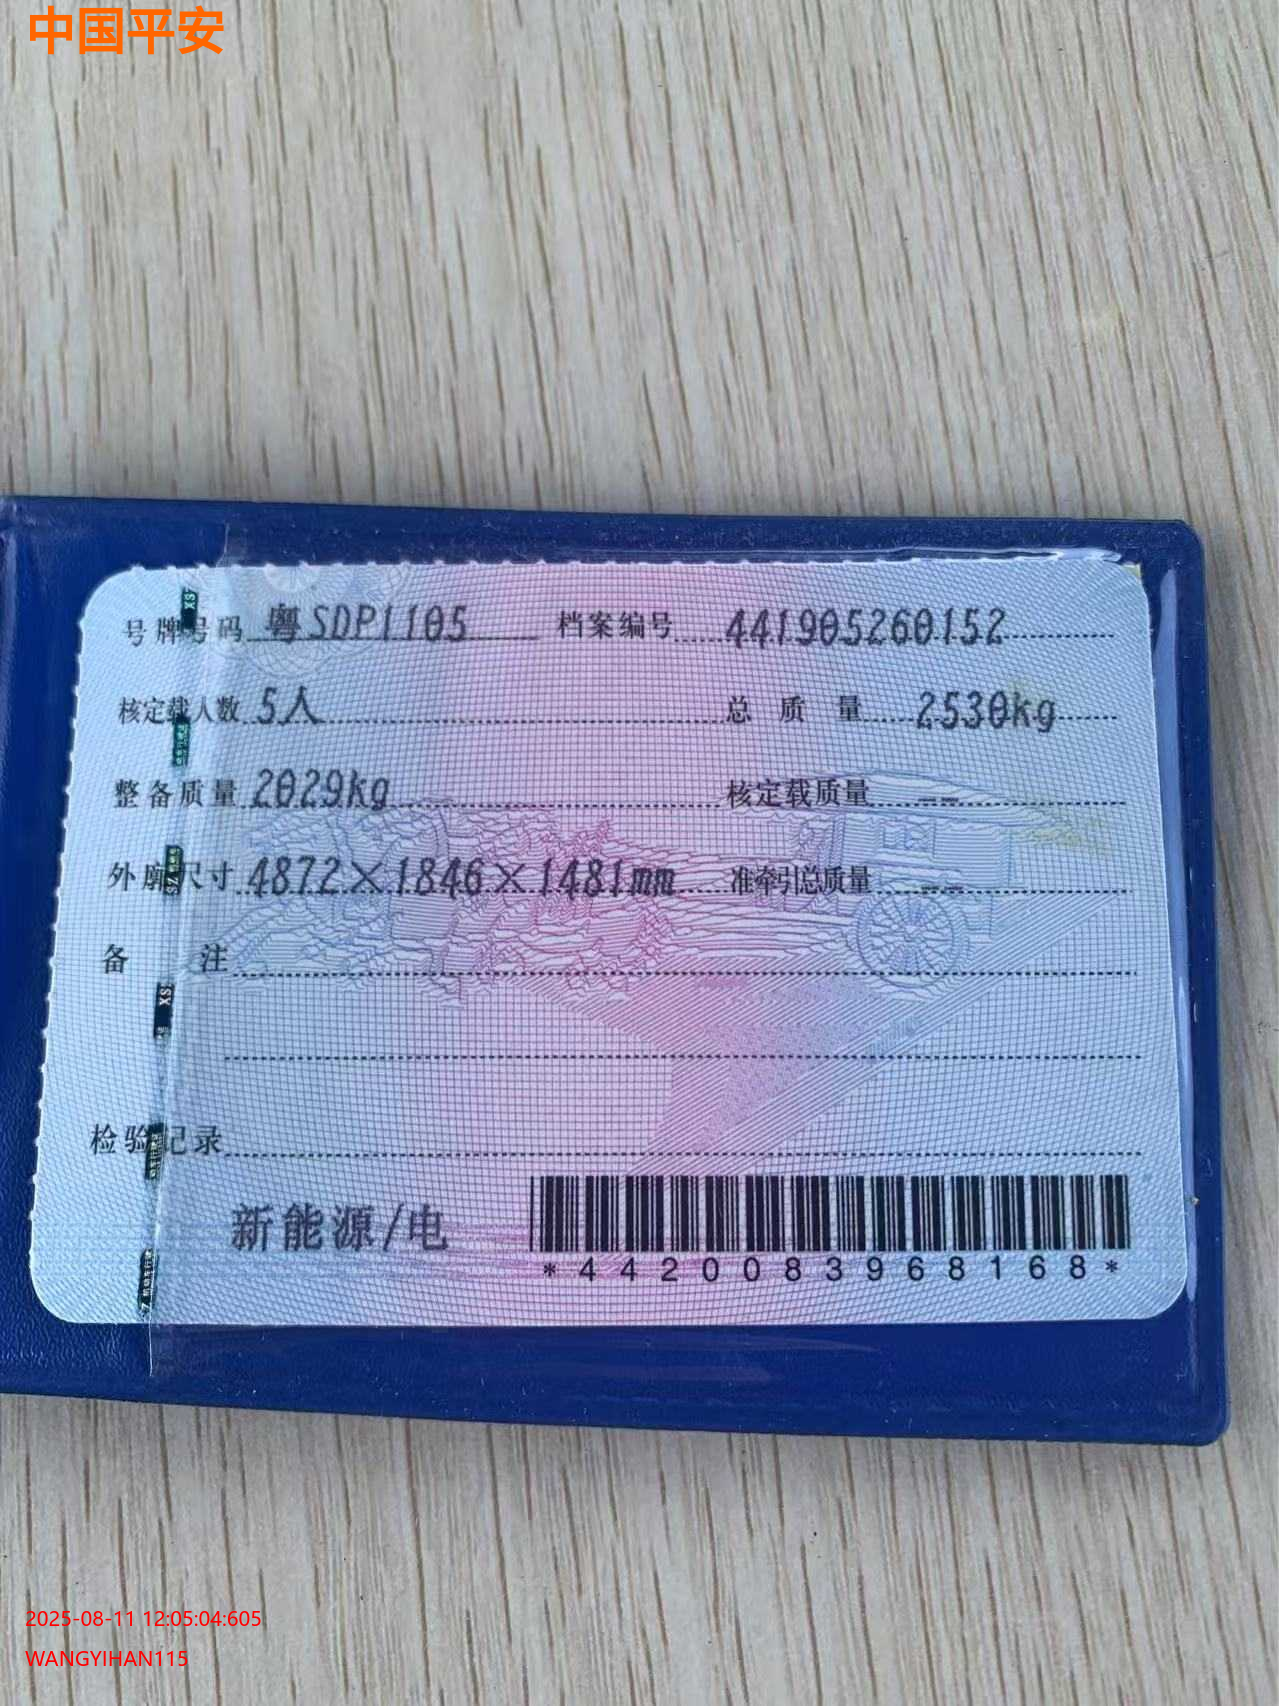 中国平安
号牌号码 粤SDP1105 档案编号 441905260152
核定载人数 5人 总质量 2530kg
整备质量 2029kg 核定载质量 -- --
外廓尺寸 4872×1846×1481mm 准牵引总质量 -- --
备注
检验记录
新能源/电
*4420083968168*
2025-08-11 12:05:04:605
WANGYIHAN115